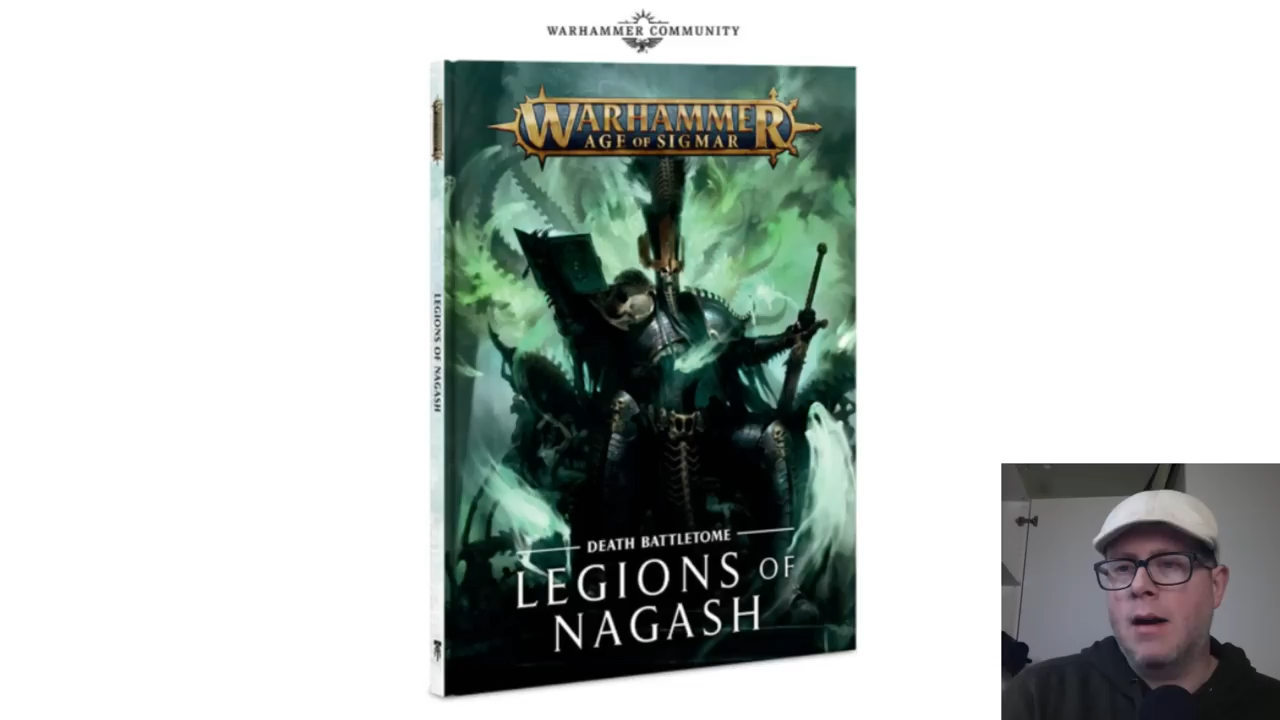 WARHAMMER COMMUNITY
WARHAMMER
AGE OF SIGMAR
LEGIONS OF NAGASH
DEATH BATTLETOME
LEGIONS OF
NAGASH